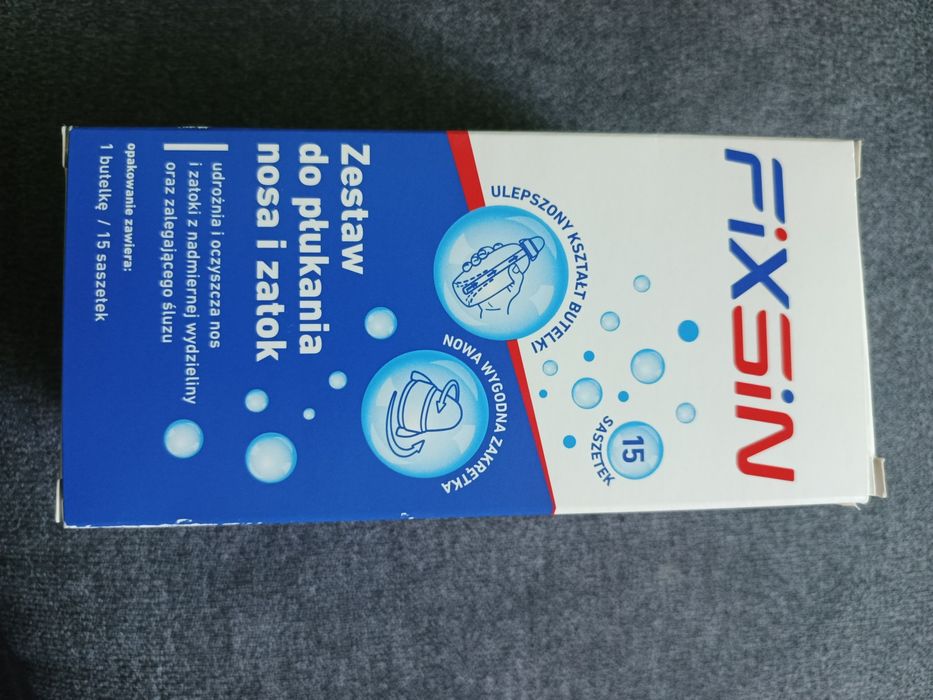 FiXSiN
15
SASZETEK
ULEPSZONY KSZTAŁT BUTELKI
NOWA WYGODNA ZAKRĘTKA
Zestaw
do płukania
nosa i zatok
udrożnia i oczyszcza nos
i zatoki z nadmiernej wydzieliny
oraz zalegającego śluzu
opakowanie zawiera:
1 butelkę / 15 saszetek